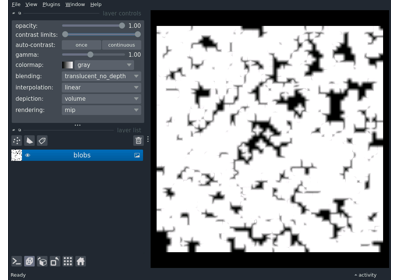 File View Plugins Window Help
layer controls
opacity: 1.00
contrast limits:
auto-contrast: once continuous
gamma: 1.00
colormap: gray
blending: translucent_no_depth
interpolation: linear
depiction: volume
rendering: mip
layer list
blobs
Ready activity